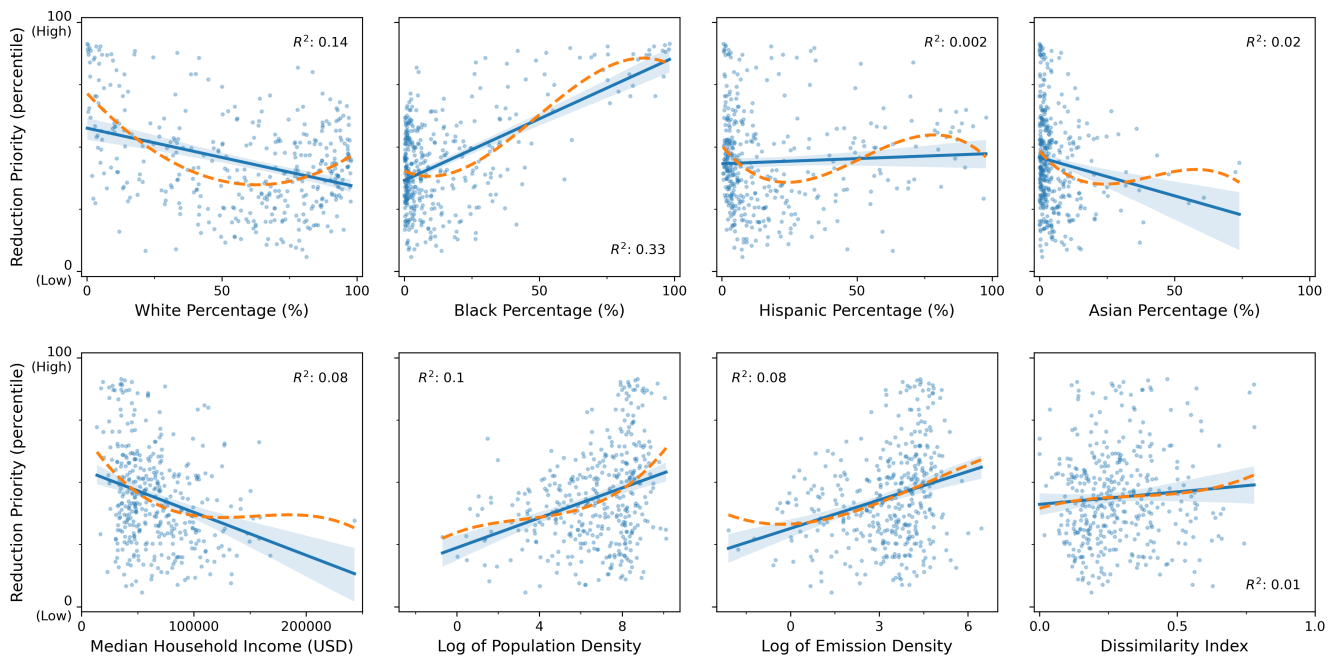 100
(High)
Reduction Priority (percentile)
0
(Low)
R²: 0.14
0
50
100
White Percentage (%)
R²: 0.33
0
50
100
Black Percentage (%)
R²: 0.002
0
50
100
Hispanic Percentage (%)
R²: 0.02
0
50
100
Asian Percentage (%)
100
(High)
Reduction Priority (percentile)
0
(Low)
R²: 0.08
0
100000
200000
Median Household Income (USD)
R²: 0.1
0
4
8
Log of Population Density
R²: 0.08
0
3
6
Log of Emission Density
R²: 0.01
0.0
0.5
1.0
Dissimilarity Index